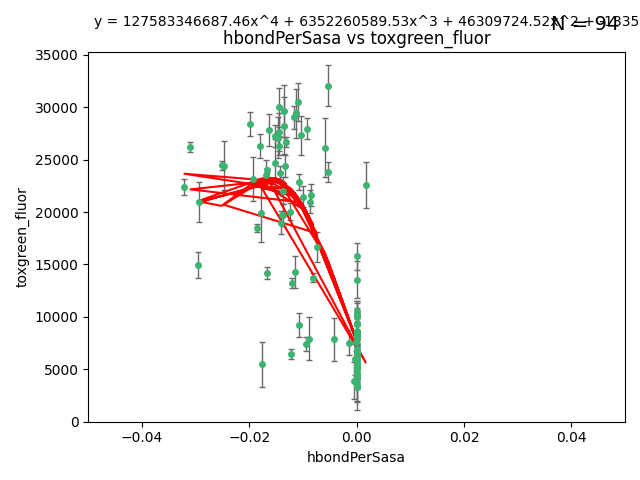 y = 127583346687.46x^4 + 6352260589.53x^3 + 46309724.52x^2 +
N = 94
hbondPerSasa vs toxgreen_fluor
35000
30000
25000
20000
15000
10000
5000
0
toxgreen_fluor
−0.04
−0.02
0.00
0.02
0.04
hbondPerSasa